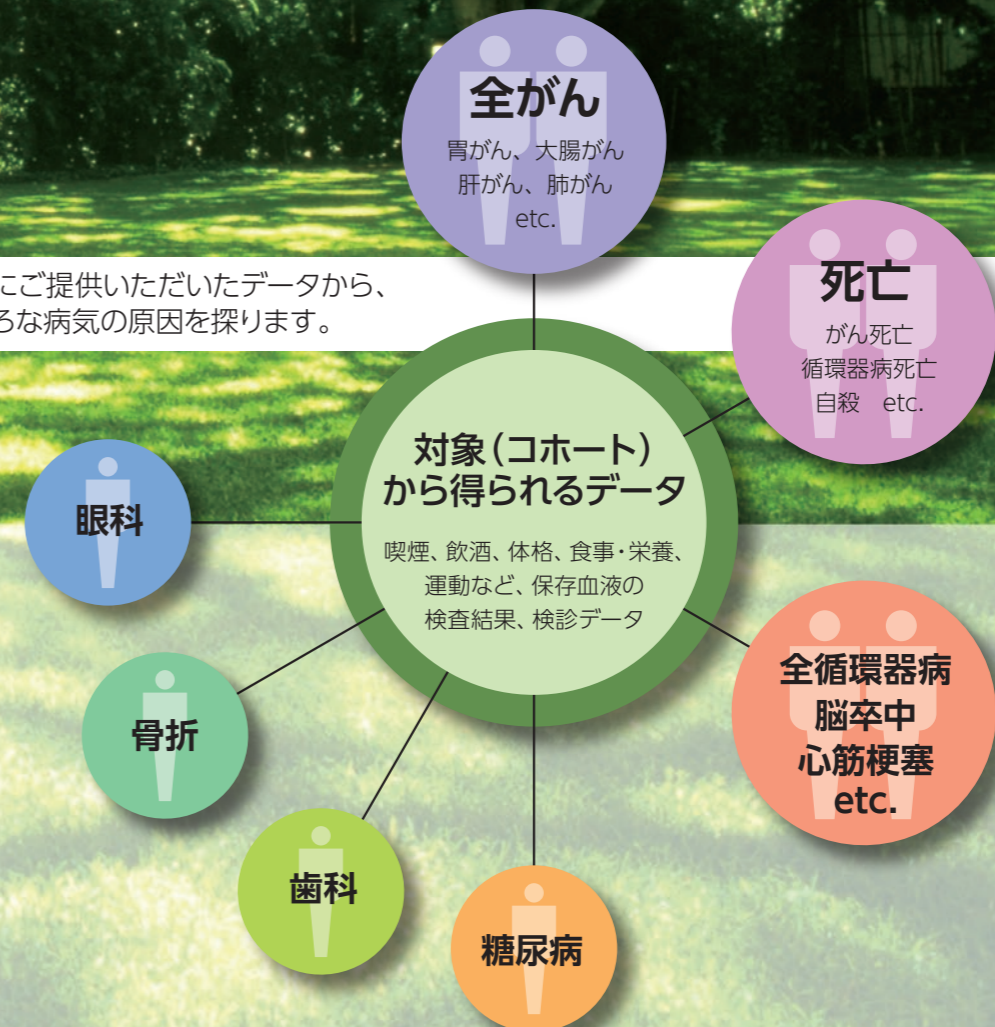 全がん
胃がん、大腸がん
肝がん、肺がん
etc.
にご提供いただいたデータから、
ろな病気の原因を探ります。
死亡
がん死亡
循環器病死亡
自殺 etc.
対象(コホート)
から得られるデータ
喫煙、飲酒、体格、食事・栄養、
運動など、保存血液の
検査結果、検診データ
眼科
骨折
歯科
糖尿病
全循環器病
脳卒中
心筋梗塞
etc.